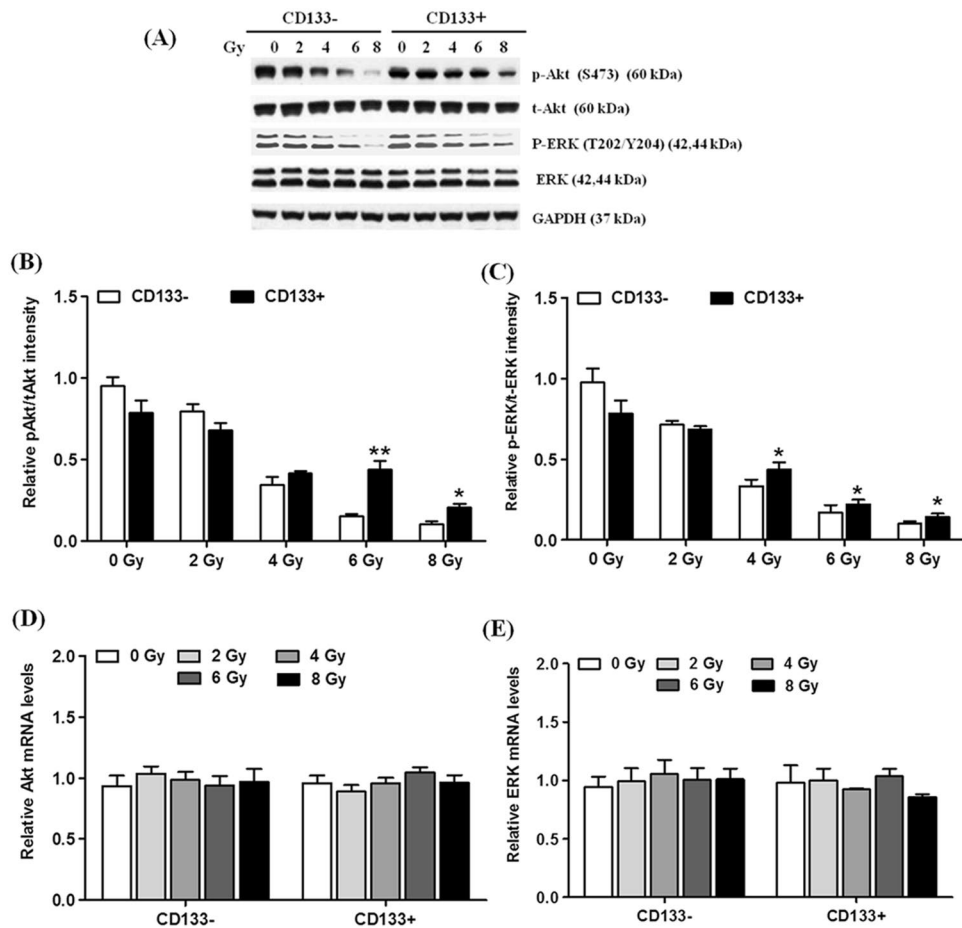 (A)
CD133- CD133+
Gy 0 2 4 6 8 0 2 4 6 8
p-Akt (S473) (60 kDa)
t-Akt (60 kDa)
P-ERK (T202/Y204) (42,44 kDa)
ERK (42,44 kDa)
GAPDH (37 kDa)
(B)
CD133- CD133+
Relative pAkt/tAkt intensity
1.5
1.0
0.5
0.0
**
*
0 Gy 2 Gy 4 Gy 6 Gy 8 Gy
(C)
CD133- CD133+
Relative p-ERK/t-ERK intensity
1.5
1.0
0.5
0.0
*
*
*
0 Gy 2 Gy 4 Gy 6 Gy 8 Gy
(D)
0 Gy 2 Gy 4 Gy
6 Gy 8 Gy
Relative Akt mRNA levels
2.0
1.5
1.0
0.5
0.0
CD133- CD133+
(E)
0 Gy 2 Gy 4 Gy
6 Gy 8 Gy
Relative ERK mRNA levels
2.0
1.5
1.0
0.5
0.0
CD133- CD133+